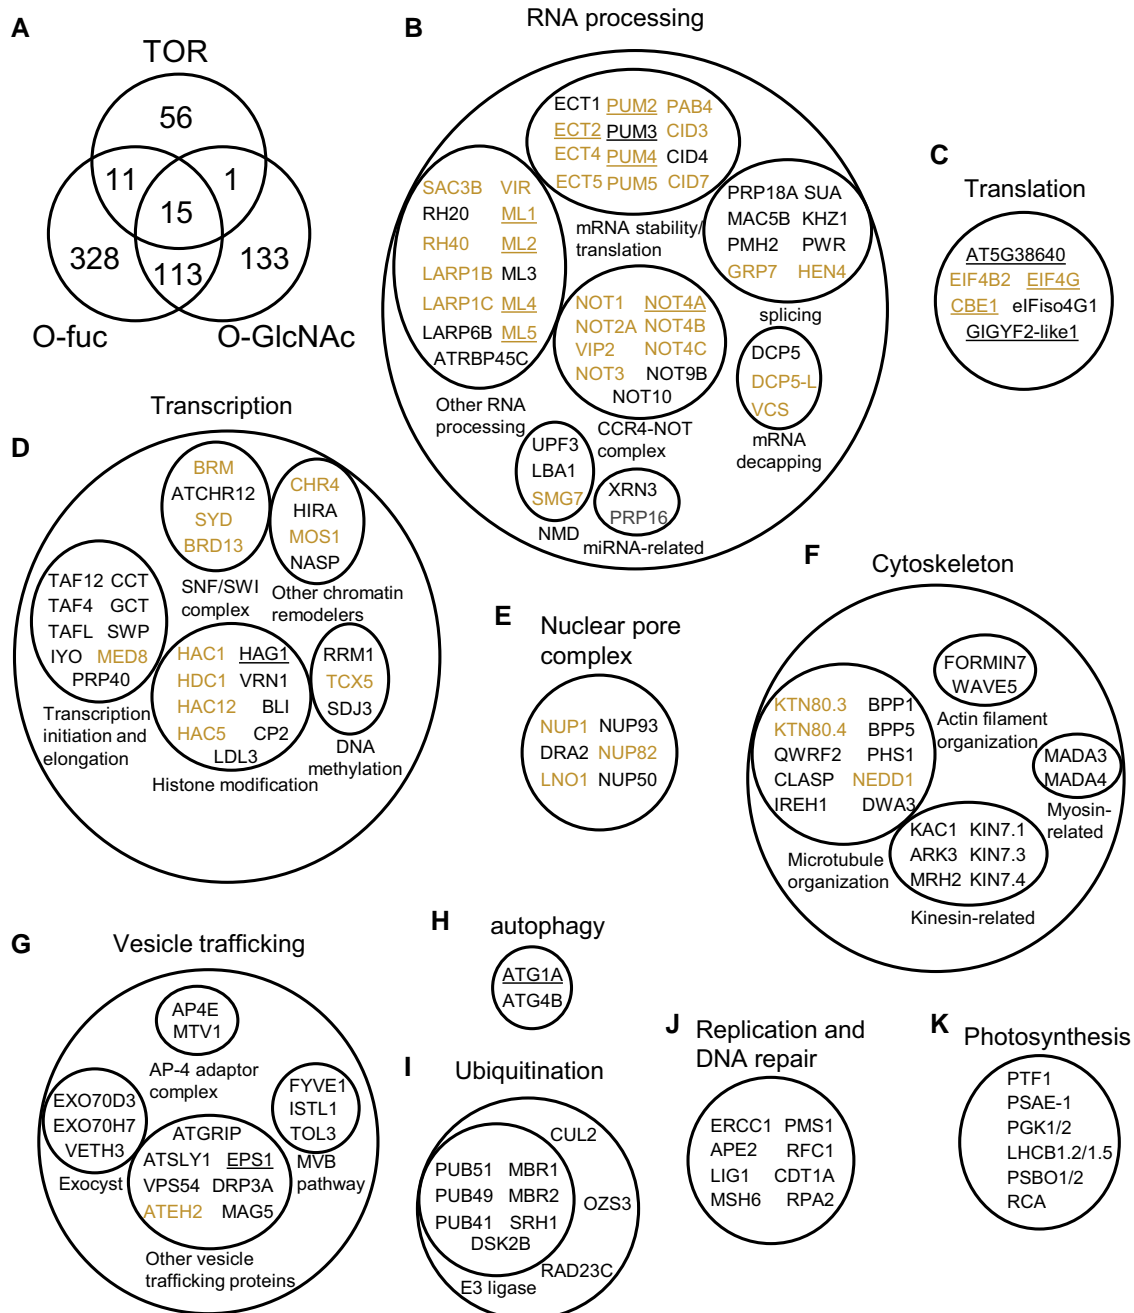 A
TOR
56
11
1
15
328
113
133
O-fuc
O-GlcNAc
B
RNA processing
ECT1 PUM2 PAB4
ECT2 PUM3 CID3
ECT4 PUM4 CID4
ECT5 PUM5 CID7
mRNA stability/
translation
SAC3B VIR
RH20 ML1
RH40 ML2
LARP1B ML3
LARP1C ML4
LARP6B ML5
ATRBP45C
Other RNA
processing
PRP18A SUA
MAC5B KHZ1
PMH2 PWR
GRP7 HEN4
splicing
NOT1 NOT4A
NOT2A NOT4B
VIP2 NOT4C
NOT3 NOT9B
NOT10
CCR4-NOT
complex
DCP5
DCP5-L
VCS
mRNA
decapping
UPF3
LBA1
SMG7
NMD
XRN3
PRP16
miRNA-related
C
Translation
AT5G38640
EIF4B2 EIF4G
CBE1 eIFiso4G1
GIGYF2-like1
D
Transcription
BRM
ATCHR12
SYD
BRD13
SNF/SWI
complex
CHR4
HIRA
MOS1
NASP
Other chromatin
remodelers
TAF12 CCT
TAF4 GCT
TAFL SWP
IYO MED8
PRP40
Transcription
initiation and
elongation
HAC1 HAG1
HDC1 VRN1
HAC12 BLI
HAC5 CP2
LDL3
Histone modification
RRM1
TCX5
SDJ3
DNA
methylation
E
Nuclear pore
complex
NUP1 NUP93
DRA2 NUP82
LNO1 NUP50
F
Cytoskeleton
FORMIN7
WAVE5
Actin filament
organization
KTN80.3 BPP1
KTN80.4 BPP5
QWRF2 PHS1
CLASP NEDD1
IREH1 DWA3
Microtubule
organization
MADA3
MADA4
Myosin-
related
KAC1 KIN7.1
ARK3 KIN7.3
MRH2 KIN7.4
Kinesin-related
G
Vesicle trafficking
AP4E
MTV1
AP-4 adaptor
complex
EXO70D3
EXO70H7
VETH3
Exocyst
FYVE1
ISTL1
TOL3
MVB
pathway
ATGRIP
ATSLY1 EPS1
VPS54 DRP3A
ATEH2 MAG5
Other vesicle
trafficking proteins
H
autophagy
ATG1A
ATG4B
I
Ubiquitination
CUL2
OZS3
RAD23C
PUB51 MBR1
PUB49 MBR2
PUB41 SRH1
DSK2B
E3 ligase
J
Replication and
DNA repair
ERCC1 PMS1
APE2 RFC1
LIG1 CDT1A
MSH6 RPA2
K
Photosynthesis
PTF1
PSAE-1
PGK1/2
LHCB1.2/1.5
PSBO1/2
RCA